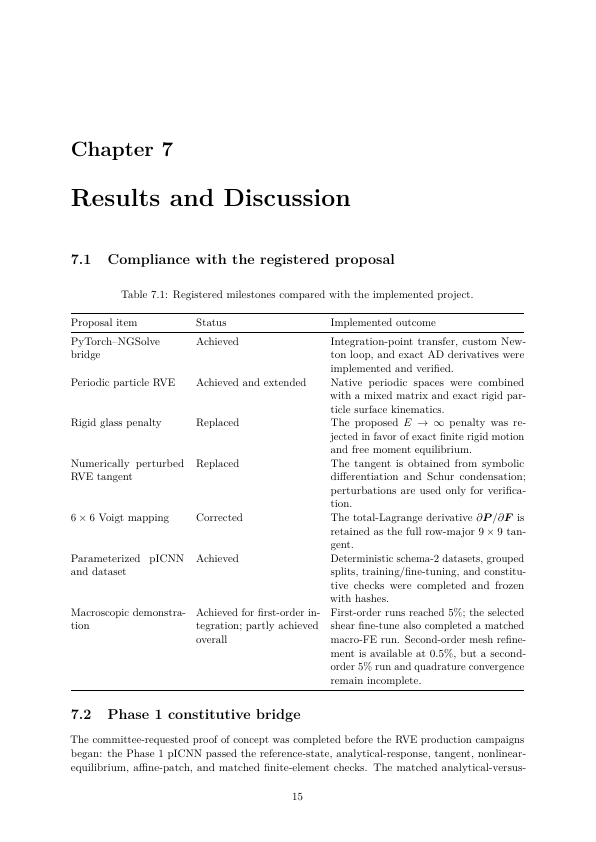 Chapter 7
Results and Discussion
7.1 Compliance with the registered proposal
Table 7.1: Registered milestones compared with the implemented project.
Proposal item Status Implemented outcome
PyTorch–NGSolve Achieved Integration-point transfer, custom New-
bridge ton loop, and exact AD derivatives were
implemented and verified.
Periodic particle RVE Achieved and extended Native periodic spaces were combined
with a mixed matrix and exact rigid par-
ticle surface kinematics.
Rigid glass penalty Replaced The proposed E → ∞ penalty was re-
jected in favor of exact finite rigid motion
and free moment equilibrium.
Numerically perturbed Replaced The tangent is obtained from symbolic
RVE tangent differentiation and Schur condensation;
perturbations are used only for verifica-
tion.
6 × 6 Voigt mapping Corrected The total-Lagrange derivative ∂P/∂F is
retained as the full row-major 9 × 9 tan-
gent.
Parameterized pICNN Achieved Deterministic schema-2 datasets, grouped
and dataset splits, training/fine-tuning, and constitu-
tive checks were completed and frozen
with hashes.
Macroscopic demonstra- Achieved for first-order in- First-order runs reached 5%; the selected
tion tegration; partly achieved shear fine-tune also completed a matched
overall macro-FE run. Second-order mesh refine-
ment is available at 0.5%, but a second-
order 5% run and quadrature convergence
remain incomplete.
7.2 Phase 1 constitutive bridge
The committee-requested proof of concept was completed before the RVE production campaigns
began: the Phase 1 pICNN passed the reference-state, analytical-response, tangent, nonlinear-
equilibrium, affine-patch, and matched finite-element checks. The matched analytical-versus-
15